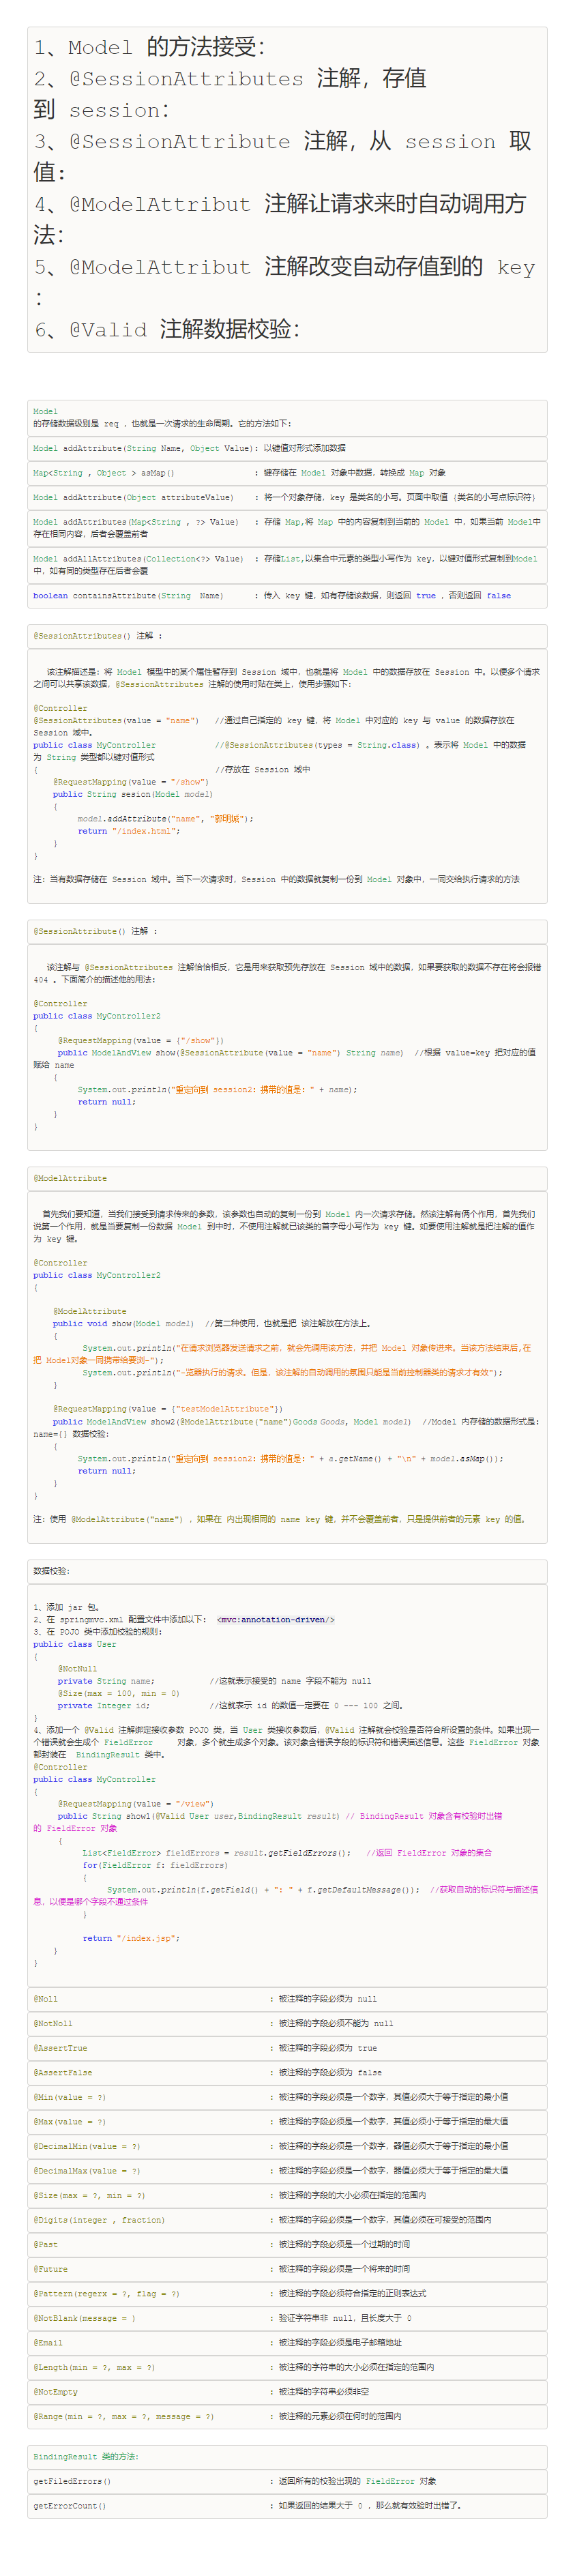 1、Model 的方法接受：
2、@SessionAttributes 注解，存值
到 session：
3、@SessionAttribute 注解，从 session 取
值：
4、@ModelAttribut 注解让请求来时自动调用方
法：
5、@ModelAttribut 注解改变自动存值到的 key
：
6、@Valid 注解数据校验：
Model
的存储数据级别是 req ，也就是一次请求的生命周期。它的方法如下：
Model addAttribute(String Name, Object Value)：以键值对形式添加数据
Map<String , Object > asMap() ：键存储在 Model 对象中数据，转换成 Map 对象
Model addAttribute(Object attributeValue) ：将一个对象存储，key 是类名的小写。页面中取值 {类名的小写点标识符}
Model addAttributes(Map<String , ?> Value) ：存储 Map,将 Map 中的内容复制到当前的 Model 中，如果当前 Model中
存在相同内容，后者会覆盖前者
Model addAllAttributes(Collection<?> Value) ：存储List,以集合中元素的类型小写作为 key，以键对值形式复制到Model
中，如有同的类型存在后者会覆
boolean containsAttribute(String Name) ：传入 key 键，如有存储该数据，则返回 true ，否则返回 false
@SessionAttributes() 注解 ：
该注解描述是：将 Model 模型中的某个属性暂存到 Session 域中，也就是将 Model 中的数据存放在 Session 中。以便多个请求
之间可以共享该数据，@SessionAttributes 注解的使用时贴在类上，使用步骤如下：
@Controller
@SessionAttributes(value = "name") //通过自己指定的 key 键，将 Model 中对应的 key 与 value 的数据存放在
Session 域中。
public class MyController //@SessionAttributes(types = String.class) 。表示将 Model 中的数据
为 String 类型都以键对值形式
{ //存放在 Session 域中
@RequestMapping(value = "/show")
public String sesion(Model model)
{
model.addAttribute("name", "郭明城");
return "/index.html";
}
}
注：当有数据存储在 Session 域中。当下一次请求时，Session 中的数据就复制一份到 Model 对象中，一同交给执行请求的方法
@SessionAttribute() 注解 ：
该注解与 @SessionAttributes 注解恰恰相反，它是用来获取预先存放在 Session 域中的数据，如果要获取的数据不存在将会报错
404 。下面简介的描述他的用法：
@Controller
public class MyController2
{
@RequestMapping(value = {"/show"})
public ModelAndView show(@SessionAttribute(value = "name") String name) //根据 value=key 把对应的值
赋给 name
{
System.out.println("重定向到 session2：携带的值是：" + name);
return null;
}
}
@ModelAttribute
首先我们要知道，当我们接受到请求传来的参数，该参数也自动的复制一份到 Model 内一次请求存储。然该注解有俩个作用，首先我们
说第一个作用，就是当要复制一份数据 Model 到中时，不使用注解就已该类的首字母小写作为 key 键。如要使用注解就是把注解的值作
为 key 键。
@Controller
public class MyController2
{
@ModelAttribute
public void show(Model model) //第二种使用，也就是把 该注解放在方法上。
{
System.out.println("在请求浏览器发送请求之前，就会先调用该方法，并把 Model 对象传进来。当该方法结束后,在
把 Model对象一同携带给要浏-");
System.out.println("-览器执行的请求。但是，该注解的自动调用的氛围只能是当前控制器类的请求才有效");
}
@RequestMapping(value = {"testModelAttribute"})
public ModelAndView show2(@ModelAttribute("name")Goods Goods, Model model) //Model 内存储的数据形式是：
name={} 数据校验：
{
System.out.println("重定向到 session2：携带的值是：" + a.getName() + "\n" + model.asMap());
return null;
}
}
注：使用 @ModelAttribute("name") ，如果在 内出现相同的 name key 键，并不会覆盖前者，只是提供前者的元素 key 的值。
数据校验：
1、添加 jar 包。
2、在 springmvc.xml 配置文件中添加以下： <mvc:annotation-driven/>
3、在 POJO 类中添加校验的规则：
public class User
{
@NotNull
private String name; //这就表示接受的 name 字段不能为 null
@Size(max = 100, min = 0)
private Integer id; //这就表示 id 的数值一定要在 0 --- 100 之间。
}
4、添加一个 @Valid 注解绑定接收参数 POJO 类，当 User 类接收参数后，@Valid 注解就会校验是否符合所设置的条件。如果出现一
个错误就会生成个 FieldError 对象，多个就生成多个对象。该对象含错误字段的标识符和错误描述信息。这些 FieldError 对象
都封装在 BindingResult 类中。
@Controller
public class MyController
{
@RequestMapping(value = "/view")
public String show1(@Valid User user,BindingResult result) // BindingResult 对象含有校验时出错
的 FieldError 对象
{
List<FieldError> fieldErrors = result.getFieldErrors(); //返回 FieldError 对象的集合
for(FieldError f: fieldErrors)
{
System.out.println(f.getField() + ": " + f.getDefaultMessage()); //获取自动的标识符与描述信
息，以便是哪个字段不通过条件
}
return "/index.jsp";
}
}
@Noll ：被注释的字段必须为 null
@NotNoll ：被注释的字段必须不能为 null
@AssertTrue ：被注释的字段必须为 true
@AssertFalse ：被注释的字段必须为 false
@Min(value = ?) ：被注释的字段必须是一个数字，其值必须大于等于指定的最小值
@Max(value = ?) ：被注释的字段必须是一个数字，其值必须小于等于指定的最大值
@DecimalMin(value = ?) ：被注释的字段必须是一个数字，器值必须大于等于指定的最小值
@DecimalMax(value = ?) ：被注释的字段必须是一个数字，器值必须大于等于指定的最大值
@Size(max = ?, min = ?) ：被注释的字段的大小必须在指定的范围内
@Digits(integer , fraction) ：被注释的字段必须是一个数字，其值必须在可接受的范围内
@Past ：被注释的字段必须是一个过期的时间
@Future ：被注释的字段必须是一个将来的时间
@Pattern(regerx = ?, flag = ?) ：被注释的字段必须符合指定的正则表达式
@NotBlank(message = ) ：验证字符串非 null，且长度大于 0
@Email ：被注释的字段必须是电子邮箱地址
@Length(min = ?, max = ?) ：被注释的字符串的大小必须在指定的范围内
@NotEmpty ：被注释的字符串必须非空
@Range(min = ?, max = ?, message = ?) ：被注释的元素必须在何时的范围内
BindingResult 类的方法：
getFiledErrors() ：返回所有的校验出现的 FieldError 对象
getErrorCount() ：如果返回的结果大于 0 ，那么就有效验时出错了。